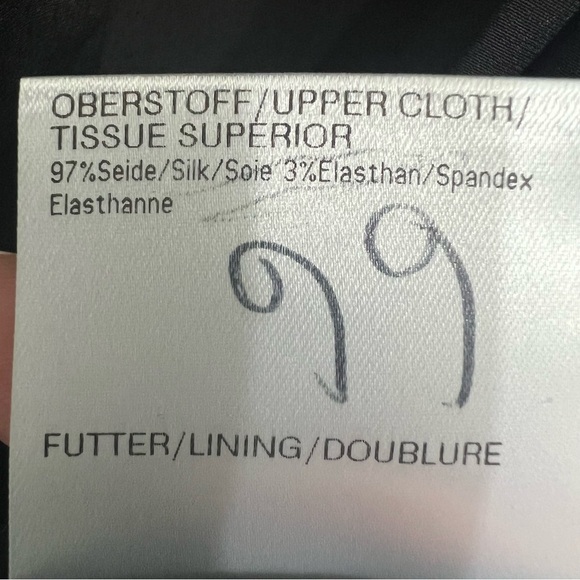 OBERSTOFF/UPPER CLOTH/
TISSUE SUPERIOR
97%Seide/Silk/Soie 3%Elasthan/Spandex
Elasthanne
99
FUTTER/LINING/DOUBLURE